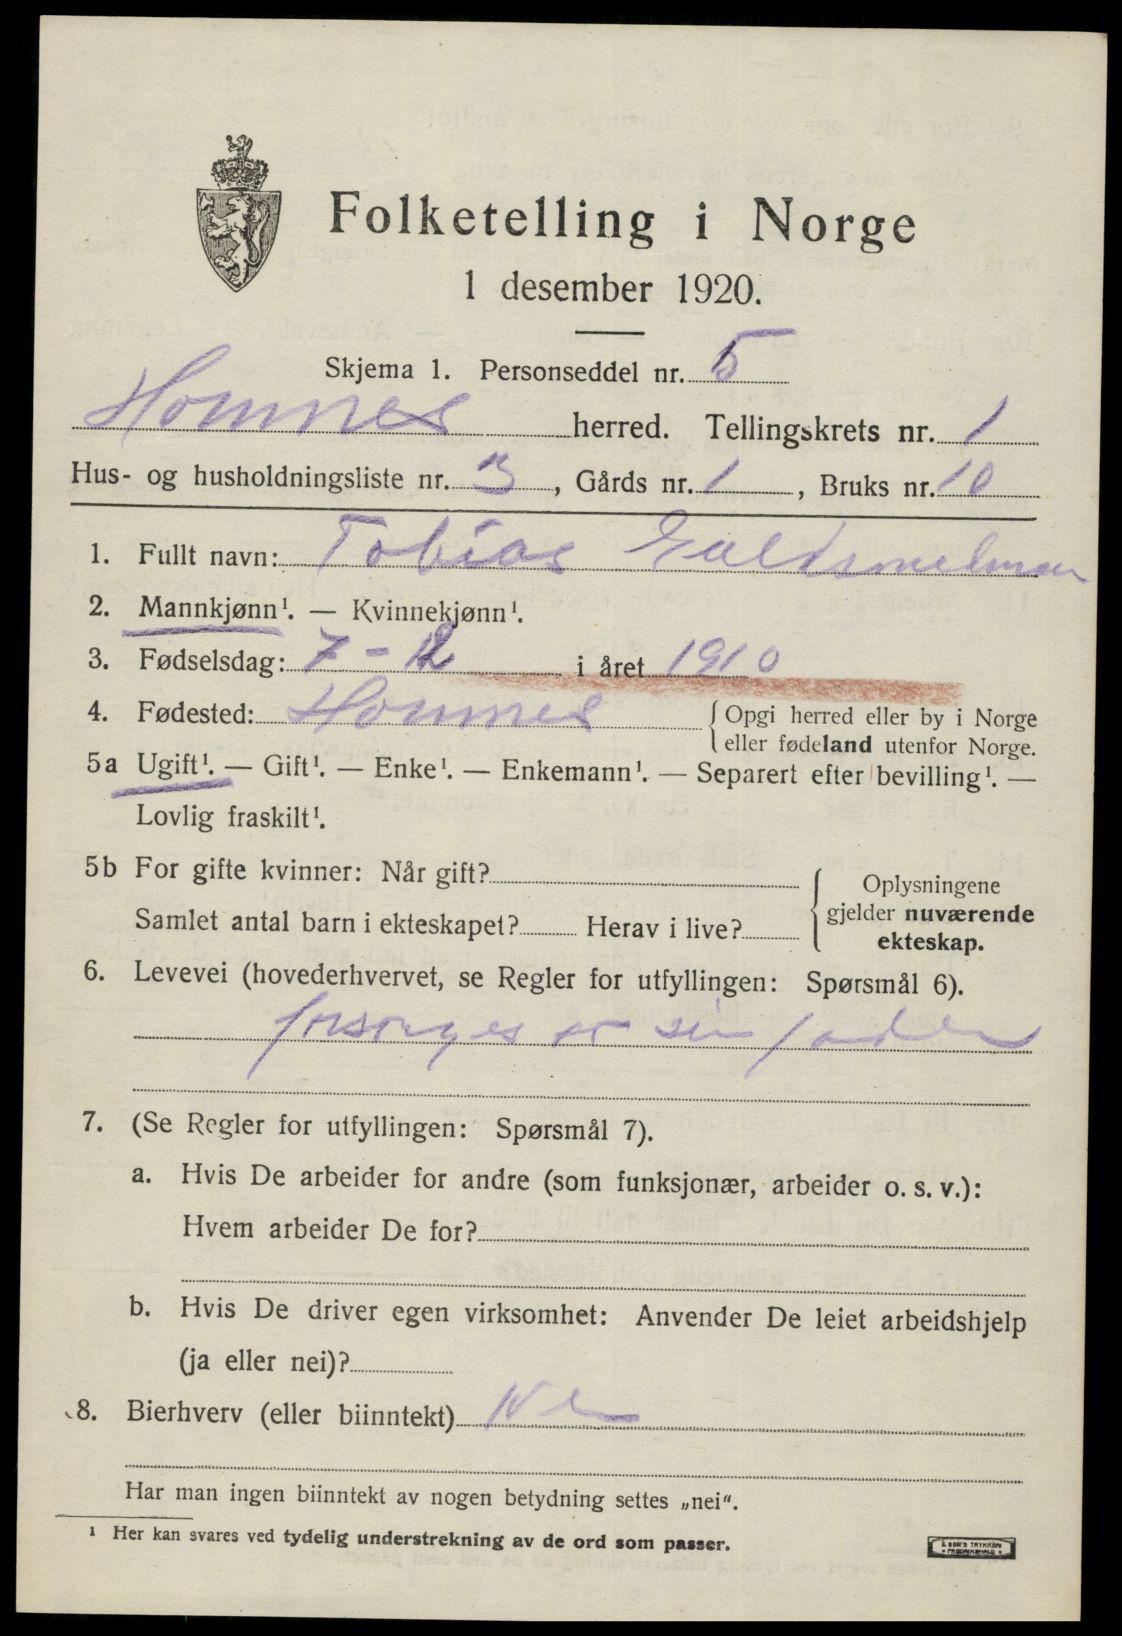 Folketelling i Norge
1 desember 1920.
Skjema 1. Personseddel nr. 5
Homnes herred. Tellingskrets nr. 1
Hus- og husholdningsliste nr. 3, Gårds nr. 1, Bruks nr. 10
1. Fullt navn: Tobias
2. Mannkjønn¹. — Kvinnekjønn¹.
3. Fødselsdag: 7 - 12 i året 1910
4. Fødested: Homnes
{ Opgi herred eller by i Norge
eller fødeland utenfor Norge.
5a Ugift¹. — Gift¹. — Enke¹. — Enkemann¹. — Separert efter bevilling¹. —
Lovlig fraskilt¹.
5b For gifte kvinner: Når gift?
Samlet antal barn i ekteskapet? Herav i live?
{ Oplysningene
gjelder nuværende
ekteskap.
6. Levevei (hovederhvervet, se Regler for utfyllingen: Spørsmål 6).
forsørges av sin fader
7. (Se Regler for utfyllingen: Spørsmål 7).
a. Hvis De arbeider for andre (som funksjonær, arbeider o. s. v.):
Hvem arbeider De for?
b. Hvis De driver egen virksomhet: Anvender De leiet arbeidshjelp
(ja eller nei)?
8. Bierhverv (eller biinntekt) Nei
Har man ingen biinntekt av nogen betydning settes „nei“.
¹ Her kan svares ved tydelig understrekning av de ord som passer.
E. SEM'S TRYKKERI
FREDRIKSHALD